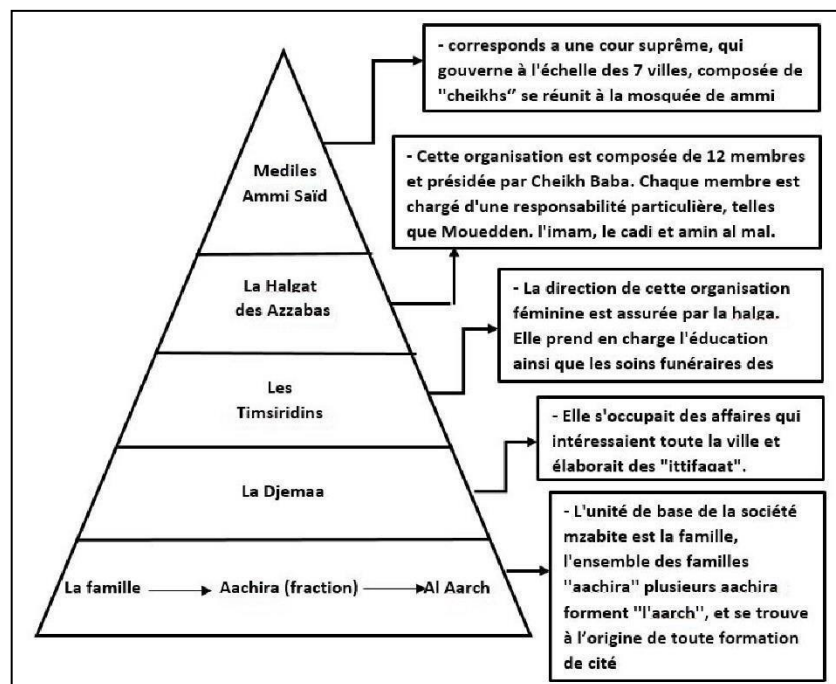 - corresponds a une cour suprême, qui
gouverne à l'échelle des 7 villes, composée de
"cheikhs" se réunit à la mosquée de ammi
Mediles
Ammi Saïd
- Cette organisation est composée de 12 membres
et présidée par Cheikh Baba. Chaque membre est
chargé d'une responsabilité particulière, telles
que Mouedden. l'imam, le cadi et amin al mal.
La Halgat
des Azzabas
- La direction de cette organisation
féminine est assurée par la halga.
Elle prend en charge l'éducation
ainsi que les soins funéraires des
Les
Timsiridins
- Elle s'occupait des affaires qui
intéressaient toute la ville et
élaborait des "ittifagat".
La Djemaa
- L'unité de base de la société
mzabite est la famille,
l'ensemble des familles
"aachira" plusieurs aachira
forment "l'aarch", et se trouve
à l'origine de toute formation
de cité
La famille Aachira (fraction) Al Aarch